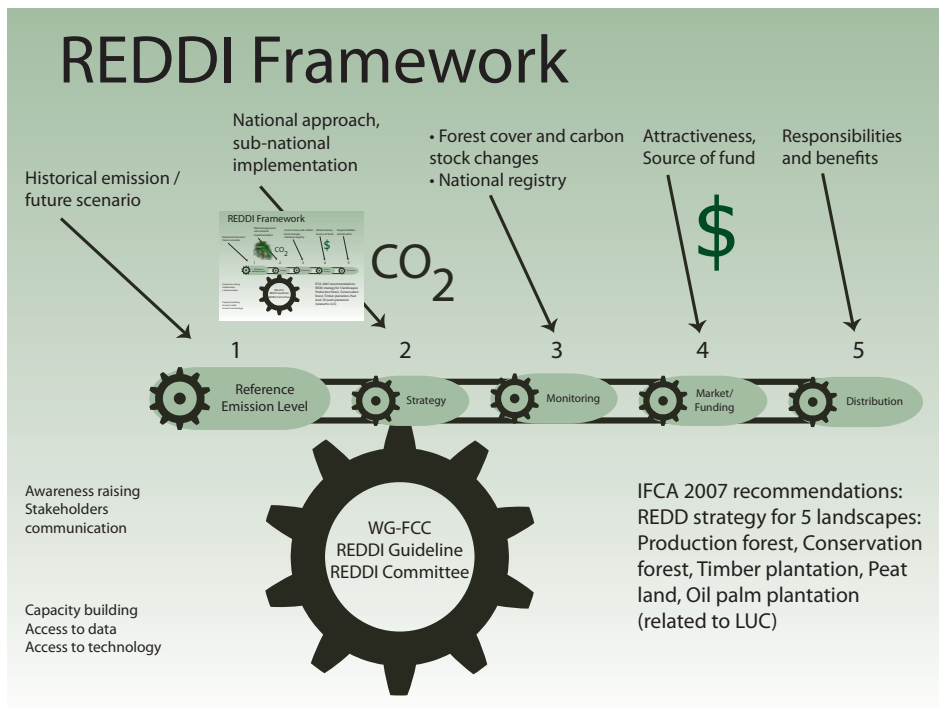 REDDI Framework
National approach,
sub-national
implementation
• Forest cover and carbon
stock changes
• National registry
Attractiveness,
Source of fund
Responsibilities
and benefits
Historical emission /
future scenario
REDDI Framework
CO2
$
CO2
$
1
2
3
4
5
Reference
Emission Level
Strategy
Monitoring
Market/
Funding
Distribution
Awareness raising
Stakeholders
communication
WG-FCC
REDDI Guideline
REDDI Committee
IFCA 2007 recommendations:
REDD strategy for 5 landscapes:
Production forest, Conservation
forest, Timber plantation, Peat
land, Oil palm plantation
(related to LUC)
Capacity building
Access to data
Access to technology